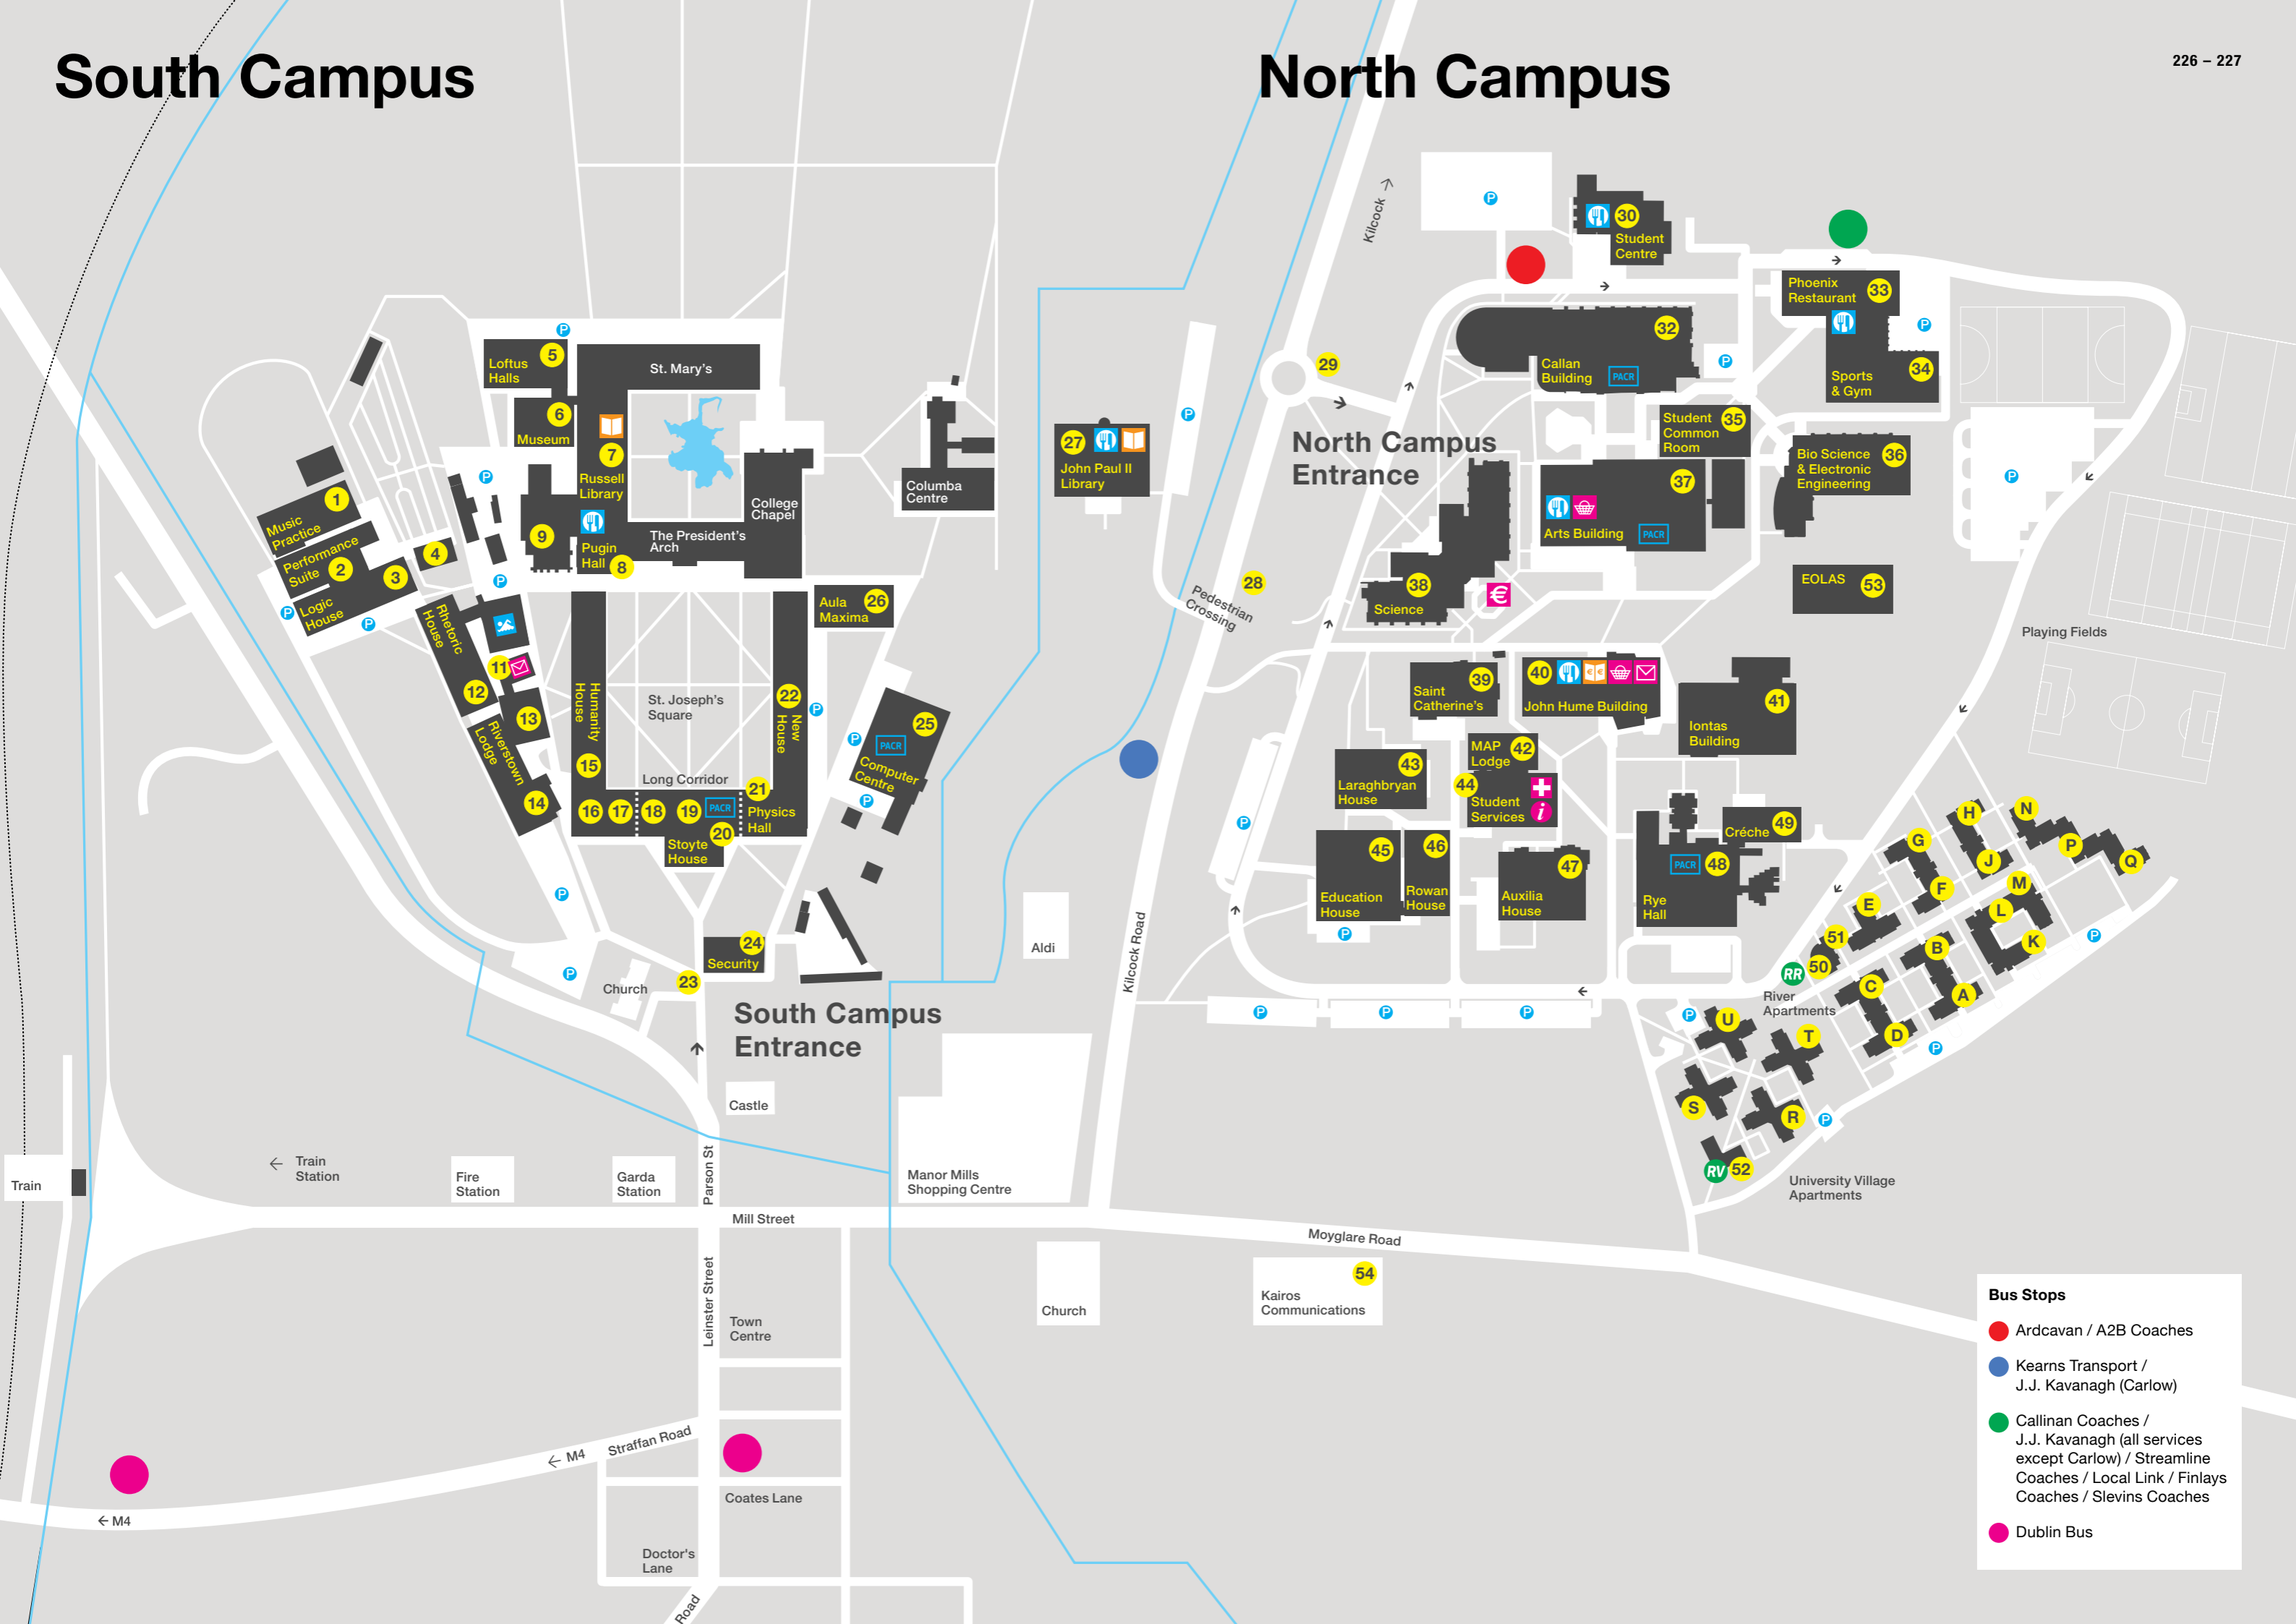 South Campus
North Campus
226 – 227
Kilcock
P
30
Student
Centre
P
5
Loftus
Halls
St. Mary's
6
Museum
7
Russell
Library
P
9
Pugin
Hall
8
The President's
Arch
College
Chapel
Columba
Centre
1
Music
Practice
Performance
Suite
2
3
Logic
House
4
P
P
P
Rhetoric
House
11
12
13
Riverstown
Lodge
14
Humanity
House
15
16
17
18
19
PACR
20
Stoyte
House
21
Physics
Hall
22
New
House
St. Joseph's
Square
Long Corridor
Aula
Maxima
26
P
P
25
PACR
Computer
Centre
P
P
P
24
Security
23
Church
South Campus
Entrance
Castle
Train
Train
Station
Fire
Station
Garda
Station
Parson St
Mill Street
Leinster Street
Town
Centre
Straffan Road
M4
M4
Coates Lane
Doctor's
Lane
Road
27
John Paul II
Library
P
28
Pedestrian
Crossing
29
North Campus
Entrance
32
Callan
Building
PACR
P
Phoenix
Restaurant
33
P
Sports
& Gym
34
Student
Common
Room
35
Bio Science
& Electronic
Engineering
36
37
Arts Building
PACR
P
38
Science
€
EOLAS
53
Playing Fields
39
Saint
Catherine's
40
John Hume Building
41
Iontas
Building
MAP
Lodge
42
43
Laraghbryan
House
44
Student
Services
i
45
Education
House
46
Rowan
House
47
Auxilia
House
PACR
48
Rye
Hall
Créche
49
P
P
Aldi
Kilcock Road
P
P
P
H
N
G
J
P
Q
F
M
E
L
K
P
51
B
RR
50
River
Apartments
C
A
D
P
P
U
T
S
R
P
RV
52
University Village
Apartments
Manor Mills
Shopping Centre
Moyglare Road
Church
54
Kairos
Communications
Bus Stops
Ardcavan / A2B Coaches
Kearns Transport /
J.J. Kavanagh (Carlow)
Callinan Coaches /
J.J. Kavanagh (all services
except Carlow) / Streamline
Coaches / Local Link / Finlays
Coaches / Slevins Coaches
Dublin Bus